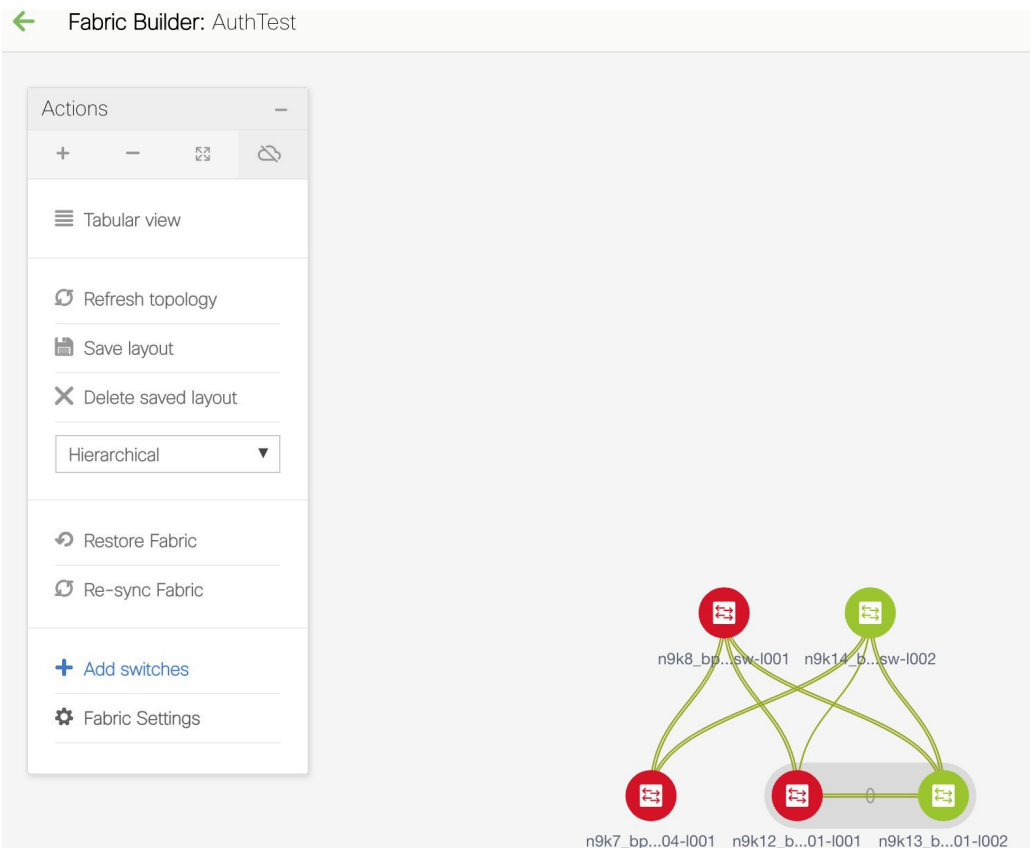 Fabric Builder: AuthTest
Actions
Tabular view
Refresh topology
Save layout
Delete saved layout
Hierarchical
Restore Fabric
Re-sync Fabric
Add switches
Fabric Settings
n9k8_bp...sw-l001 n9k14_b...sw-l002
n9k7_bp...04-l001 n9k12_b...01-l001 n9k13_b...01-l002